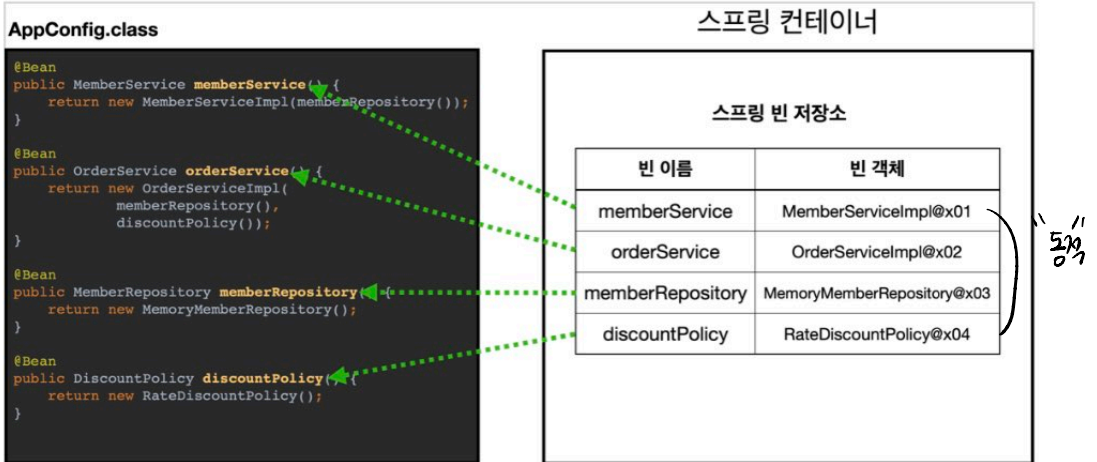 AppConfig.class
@Bean
public MemberService memberService() {
    return new MemberServiceImpl(memberRepository());
}
@Bean
public OrderService orderService() {
    return new OrderServiceImpl(
            memberRepository(),
            discountPolicy());
}
@Bean
public MemberRepository memberRepository() {
    return new MemoryMemberRepository();
}
@Bean
public DiscountPolicy discountPolicy() {
    return new RateDiscountPolicy();
}
스프링 컨테이너
스프링 빈 저장소
빈 이름 빈 객체
memberService MemberServiceImpl@x01
orderService OrderServiceImpl@x02
memberRepository MemoryMemberRepository@x03
discountPolicy RateDiscountPolicy@x04